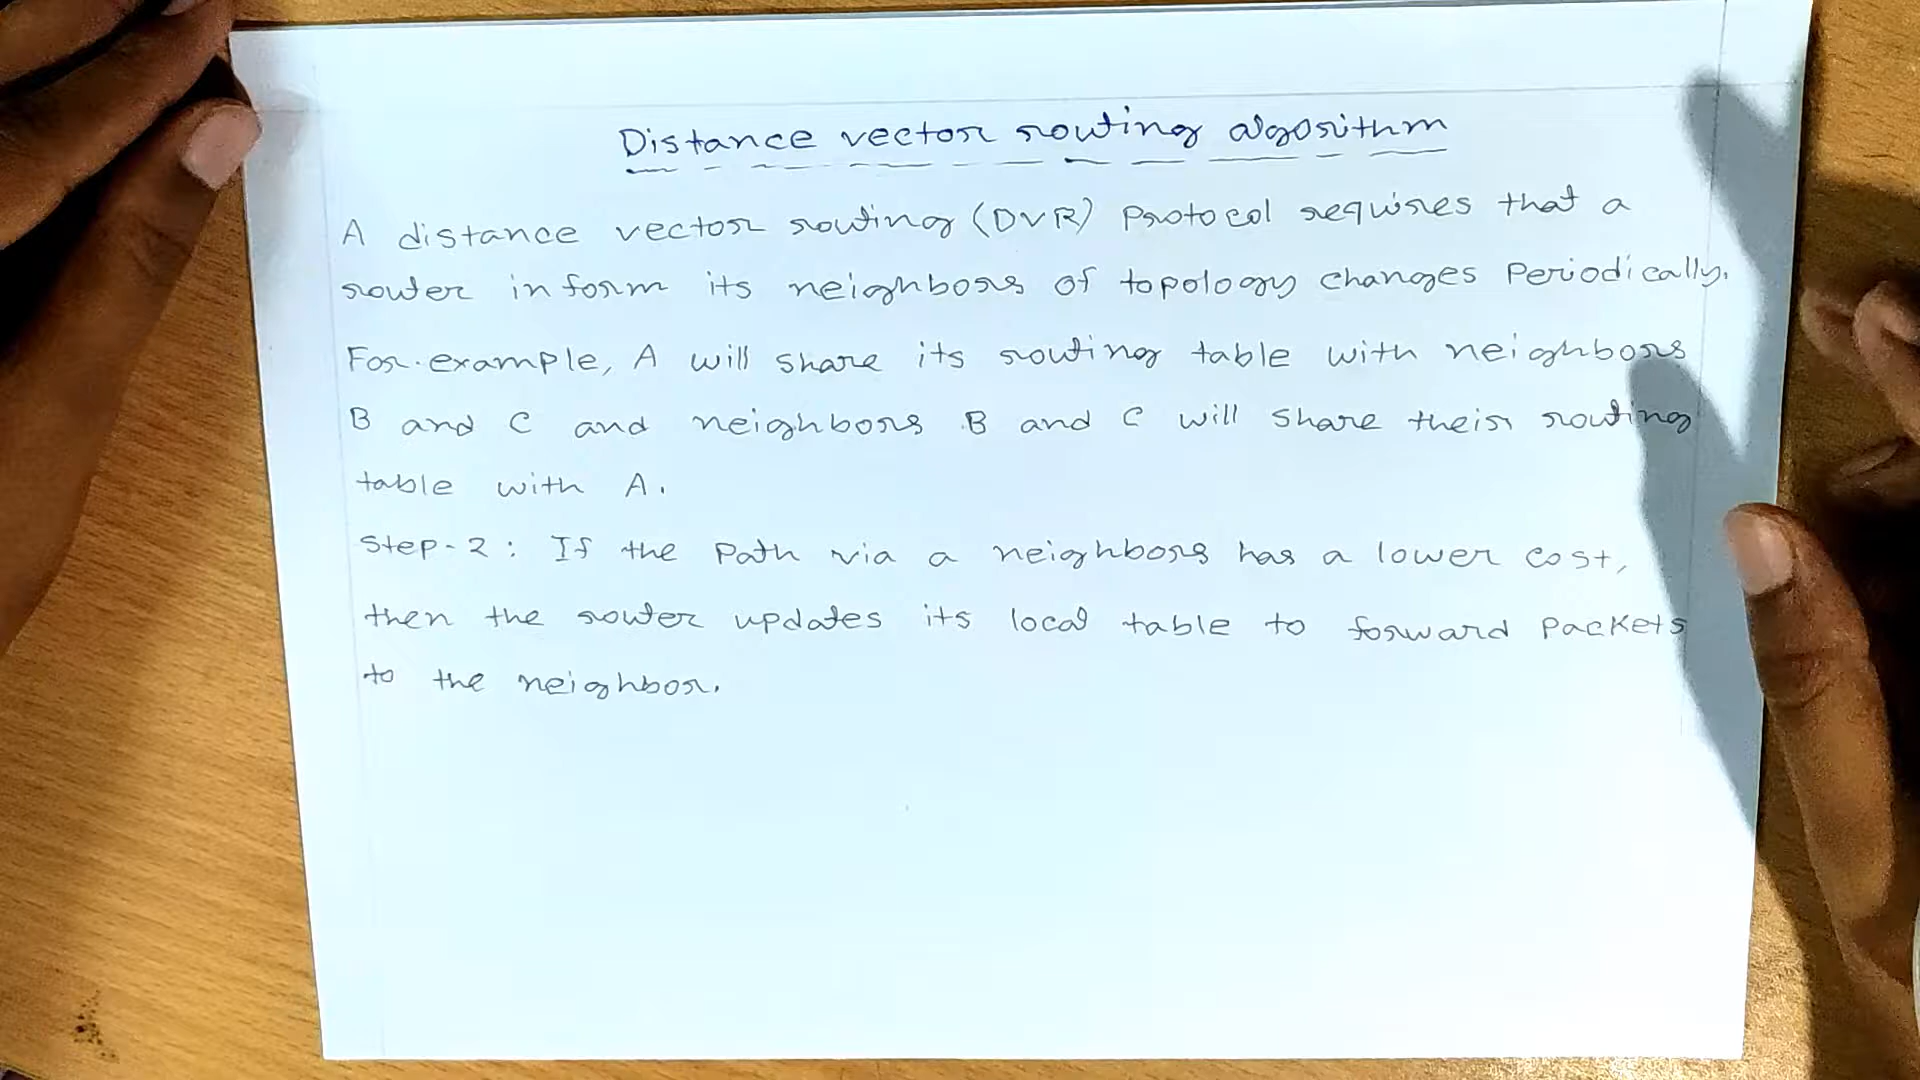 Distance vector routing algorithm
A distance vector routing (DVR) Protocol requires that a
router inform its neighbors of topology changes Periodically.
For example, A will share its routing table with neighbors
B and C and neighbors B and C will share their routing
table with A.
Step-2: If the Path via a neighbors has a lower cost,
then the router updates its local table to forward Packets
to the neighbor.